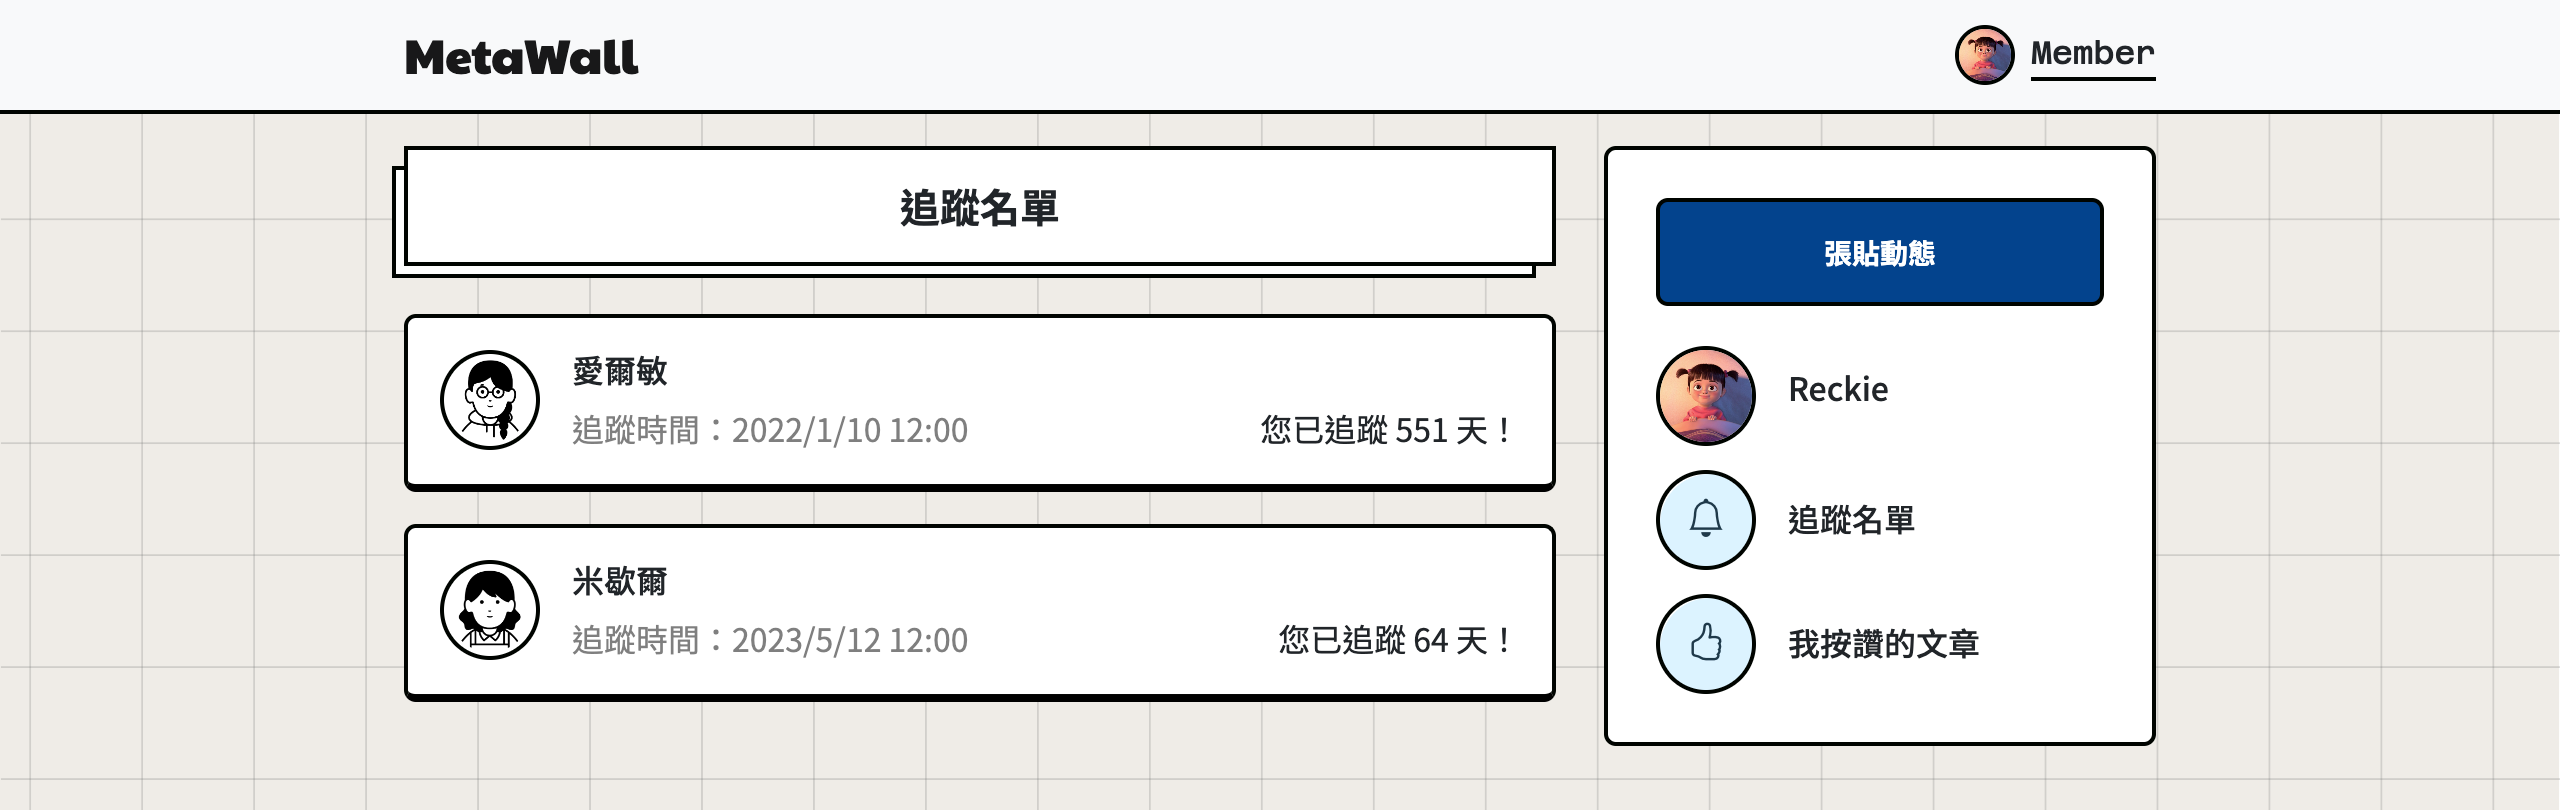 MetaWall
Member
追蹤名單
愛爾敏
追蹤時間：2022/1/10 12:00
您已追蹤 551 天！
米歇爾
追蹤時間：2023/5/12 12:00
您已追蹤 64 天！
張貼動態
Reckie
追蹤名單
我按讚的文章